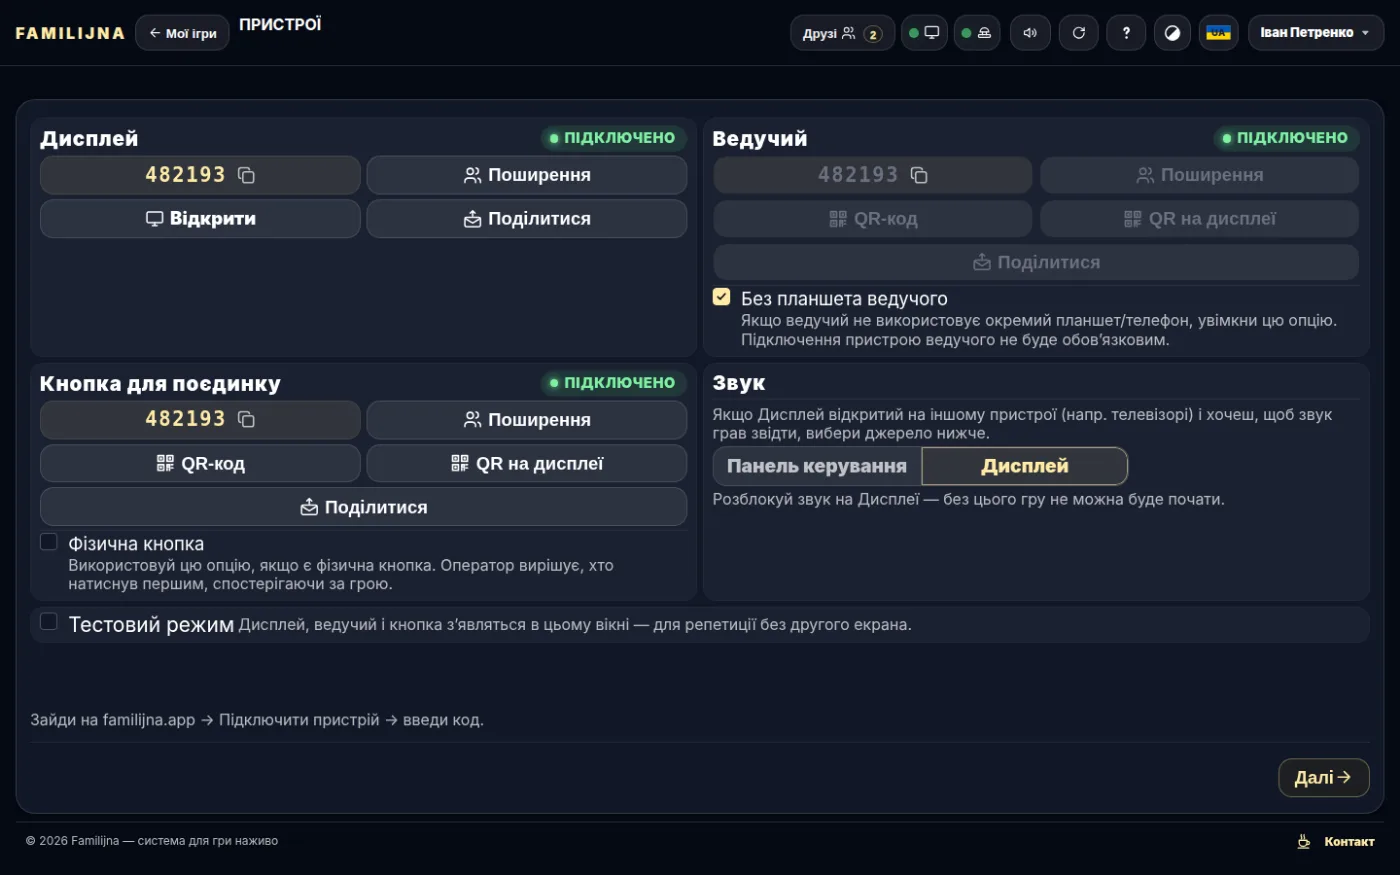 FAMILIJNA
← Мої ігри
ПРИСТРОЇ
Друзі 2
?
UA
Іван Петренко
Дисплей
ПІДКЛЮЧЕНО
482193
Поширення
Відкрити
Поділитися
Ведучий
ПІДКЛЮЧЕНО
482193
Поширення
QR-код
QR на дисплеї
Поділитися
Без планшета ведучого
Якщо ведучий не використовує окремий планшет/телефон, увімкни цю опцію.
Підключення пристрою ведучого не буде обов’язковим.
Кнопка для поєдинку
ПІДКЛЮЧЕНО
482193
Поширення
QR-код
QR на дисплеї
Поділитися
Фізична кнопка
Використовуй цю опцію, якщо є фізична кнопка. Оператор вирішує, хто
натиснув першим, спостерігаючи за грою.
Звук
Якщо Дисплей відкритий на іншому пристрої (напр. телевізорі) і хочеш, щоб звук
грав звідти, вибери джерело нижче.
Панель керування
Дисплей
Розблокуй звук на Дисплеї — без цього гру не можна буде почати.
Тестовий режим Дисплей, ведучий і кнопка з’являться в цьому вікні — для репетиції без другого екрана.
Зайди на familijna.app → Підключити пристрій → введи код.
Далі →
© 2026 Familijna — система для гри наживо
Контакт